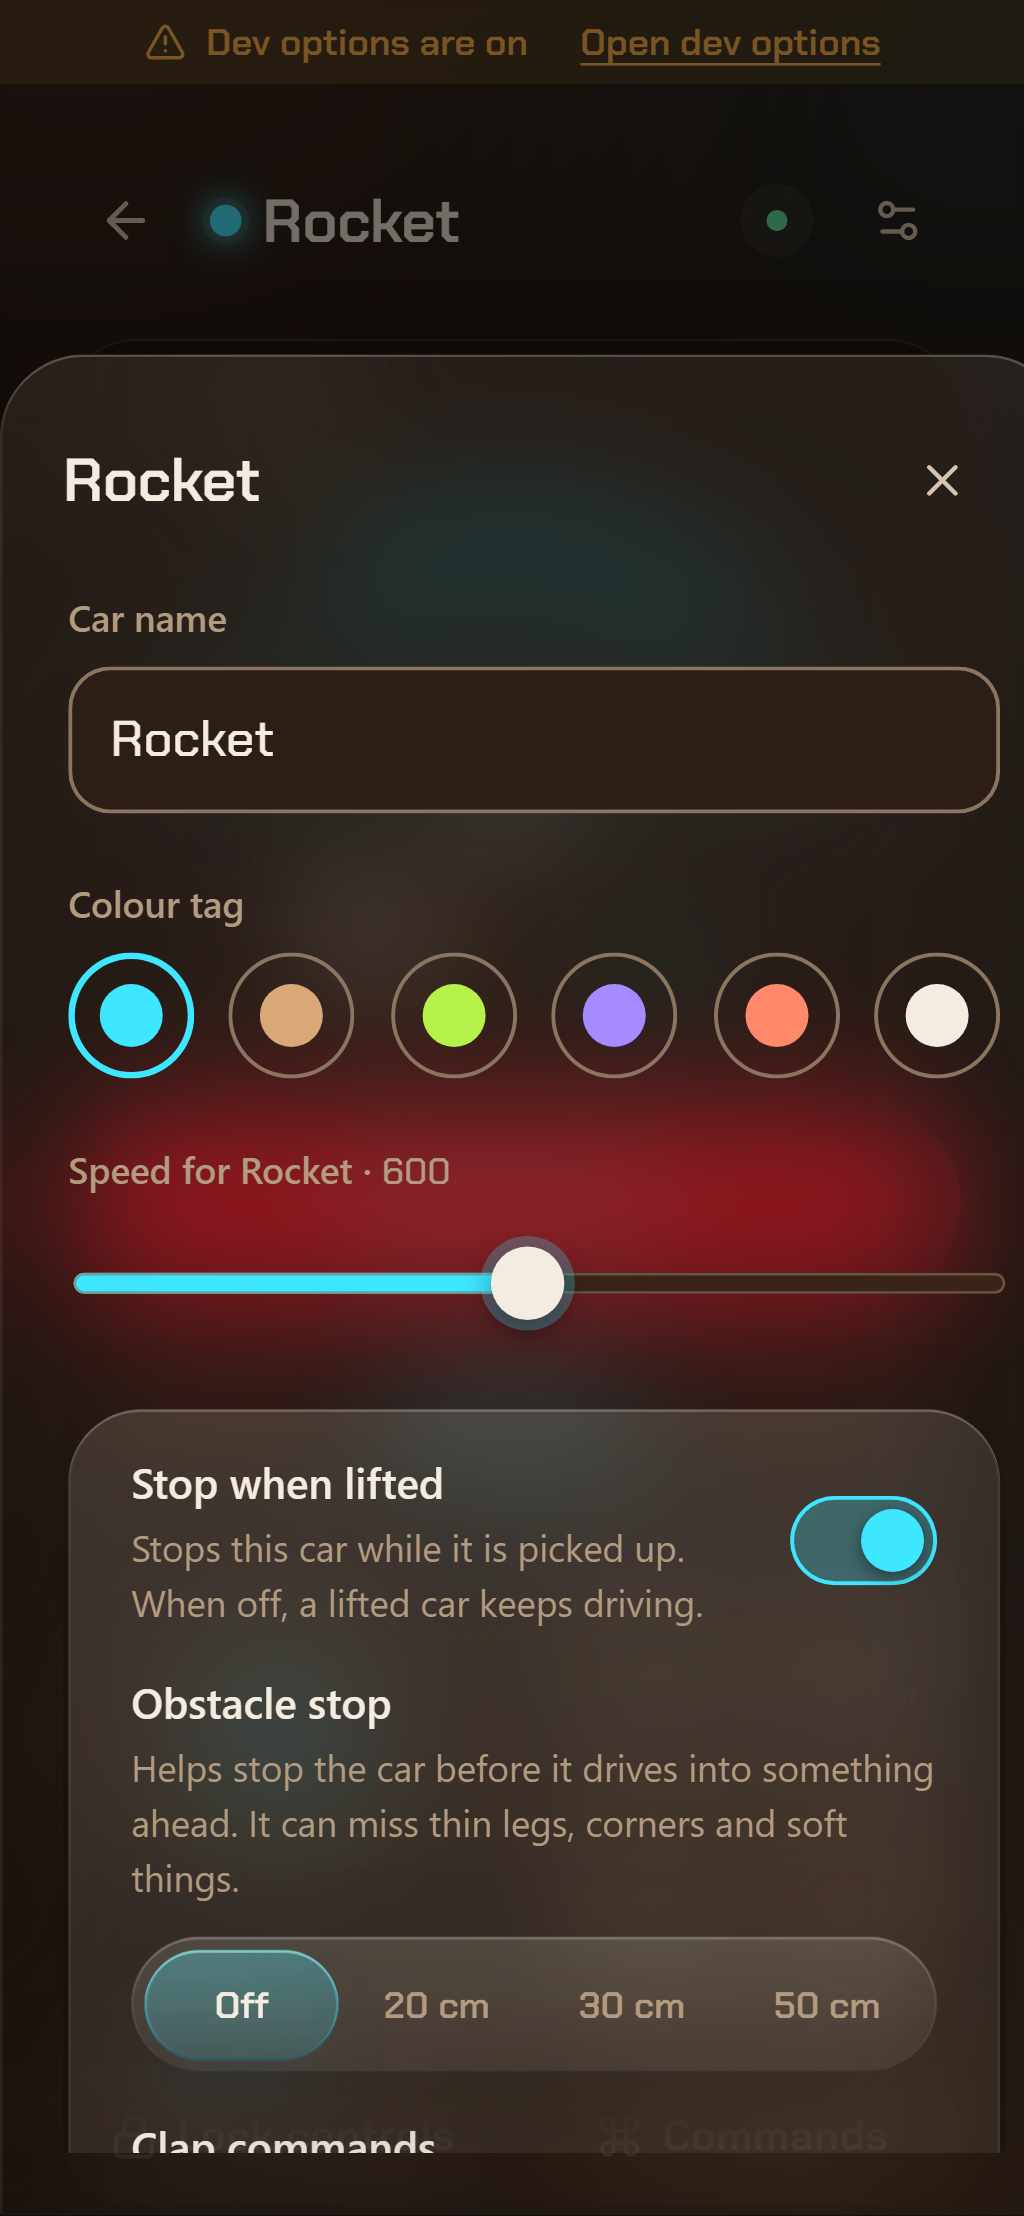 Dev options are on Open dev options
Rocket
Rocket
Car name
Rocket
Colour tag
Speed for Rocket · 600
Stop when lifted
Stops this car while it is picked up.
When off, a lifted car keeps driving.
Obstacle stop
Helps stop the car before it drives into something
ahead. It can miss thin legs, corners and soft
things.
Off 20 cm 30 cm 50 cm
Lock controls Commands
Clap commands